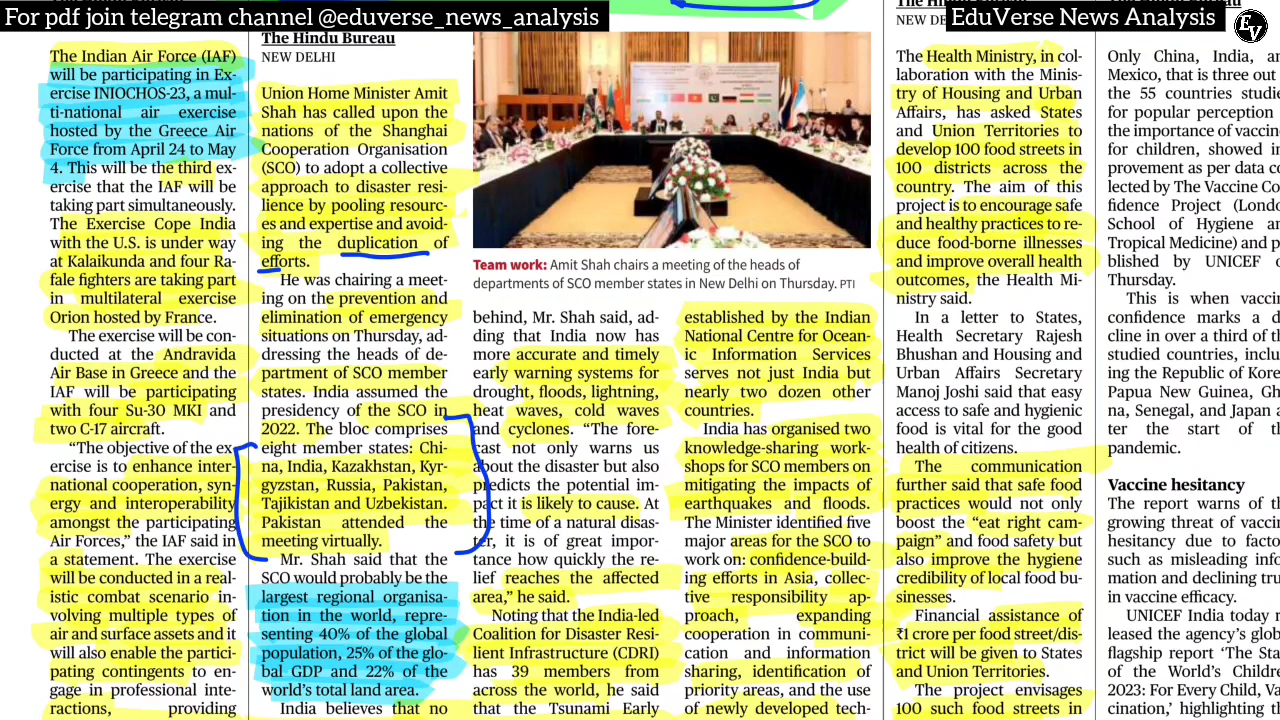 For pdf join telegram channel @eduverse_news_analysis
EduVerse News Analysis
The Indian Air Force (IAF)
will be participating in Ex-
ercise INIOCHOS-23, a mul-
ti-national air exercise
hosted by the Greece Air
Force from April 24 to May
4. This will be the third ex-
ercise that the IAF will be
taking part simultaneously.
The Exercise Cope India
with the U.S. is under way
at Kalaikunda and four Ra-
fale fighters are taking part
in multilateral exercise
Orion hosted by France.
The exercise will be con-
ducted at the Andravida
Air Base in Greece and the
IAF will be participating
with four Su-30 MKI and
two C-17 aircraft.
“The objective of the ex-
ercise is to enhance inter-
national cooperation, syn-
ergy and interoperability
amongst the participating
Air Forces,” the IAF said in
a statement. The exercise
will be conducted in a real-
istic combat scenario in-
volving multiple types of
air and surface assets and it
will also enable the partici-
pating contingents to en-
gage in professional inte-
ractions, providing
The Hindu Bureau
NEW DELHI
Union Home Minister Amit
Shah has called upon the
nations of the Shanghai
Cooperation Organisation
(SCO) to adopt a collective
approach to disaster resi-
lience by pooling resourc-
es and expertise and avoid-
ing the duplication of
efforts.
He was chairing a meet-
ing on the prevention and
elimination of emergency
situations on Thursday, ad-
dressing the heads of de-
partment of SCO member
states. India assumed the
presidency of the SCO in
2022. The bloc comprises
eight member states: Chi-
na, India, Kazakhstan, Kyr-
gyzstan, Russia, Pakistan,
Tajikistan and Uzbekistan.
Pakistan attended the
meeting virtually.
Mr. Shah said that the
SCO would probably be the
largest regional organisa-
tion in the world, repre-
senting 40% of the global
population, 25% of the glo-
bal GDP and 22% of the
world’s total land area.
India believes that no
Team work: Amit Shah chairs a meeting of the heads of
departments of SCO member states in New Delhi on Thursday. PTI
behind, Mr. Shah said, ad-
ding that India now has
more accurate and timely
early warning systems for
drought, floods, lightning,
heat waves, cold waves
and cyclones. “The fore-
cast not only warns us
about the disaster but also
predicts the potential im-
pact it is likely to cause. At
the time of a natural disas-
ter, it is of great impor-
tance how quickly the re-
lief reaches the affected
area,” he said.
Noting that the India-led
Coalition for Disaster Resi-
lient Infrastructure (CDRI)
has 39 members from
across the world, he said
that the Tsunami Early
established by the Indian
National Centre for Ocean-
ic Information Services
serves not just India but
nearly two dozen other
countries.
India has organised two
knowledge-sharing work-
shops for SCO members on
mitigating the impacts of
earthquakes and floods.
The Minister identified five
major areas for the SCO to
work on: confidence-build-
ing efforts in Asia, collec-
tive responsibility ap-
proach, expanding
cooperation in communi-
cation and information
sharing, identification of
priority areas, and the use
of newly developed tech-
NEW DE
The Health Ministry, in col-
laboration with the Minis-
try of Housing and Urban
Affairs, has asked States
and Union Territories to
develop 100 food streets in
100 districts across the
country. The aim of this
project is to encourage safe
and healthy practices to re-
duce food-borne illnesses
and improve overall health
outcomes, the Health Mi-
nistry said.
In a letter to States,
Health Secretary Rajesh
Bhushan and Housing and
Urban Affairs Secretary
Manoj Joshi said that easy
access to safe and hygienic
food is vital for the good
health of citizens.
The communication
further said that safe food
practices would not only
boost the “eat right cam-
paign” and food safety but
also improve the hygiene
credibility of local food bu-
sinesses.
Financial assistance of
₹1 crore per food street/dis-
trict will be given to States
and Union Territories.
The project envisages
100 such food streets in
Only China, India, an
Mexico, that is three out
the 55 countries studie
for popular perception
the importance of vaccin
for children, showed im
provement as per data co
lected by The Vaccine Co
fidence Project (Londo
School of Hygiene an
Tropical Medicine) and p
blished by UNICEF o
Thursday.
This is when vaccin
confidence marks a d
cline in over a third of th
studied countries, inclu
ing the Republic of Kore
Papua New Guinea, Gh
na, Senegal, and Japan a
ter the start of th
pandemic.
Vaccine hesitancy
The report warns of th
growing threat of vaccin
hesitancy due to facto
such as misleading info
mation and declining tru
in vaccine efficacy.
UNICEF India today r
leased the agency’s glob
flagship report ‘The Sta
of the World’s Childre
2023: For Every Child, Va
cination,’ highlighting th